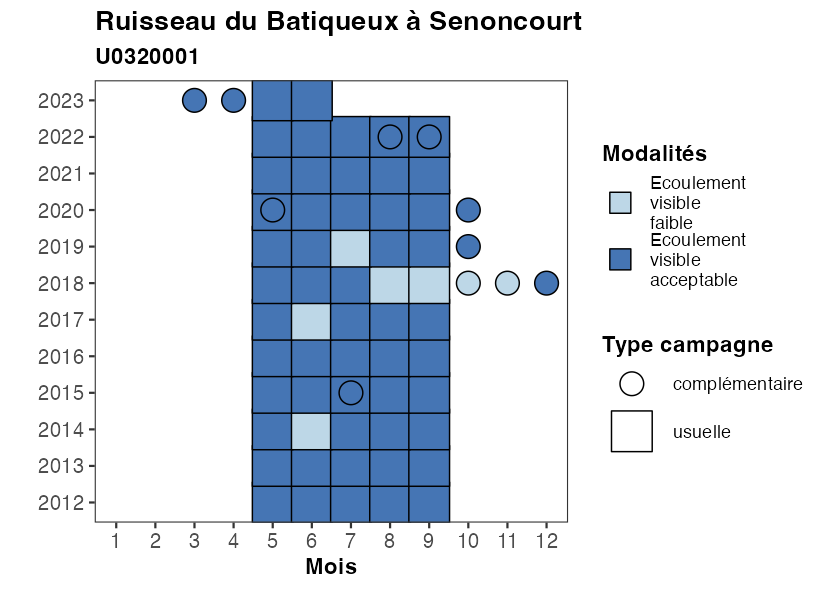 Ruisseau du Batiqueux à Senoncourt
U0320001
2023
2022
2021
2020
2019
2018
2017
2016
2015
2014
2013
2012
1 2 3 4 5 6 7 8 9 10 11 12
Mois
Modalités
Ecoulement
visible
faible
Ecoulement
visible
acceptable
Type campagne
complémentaire
usuelle